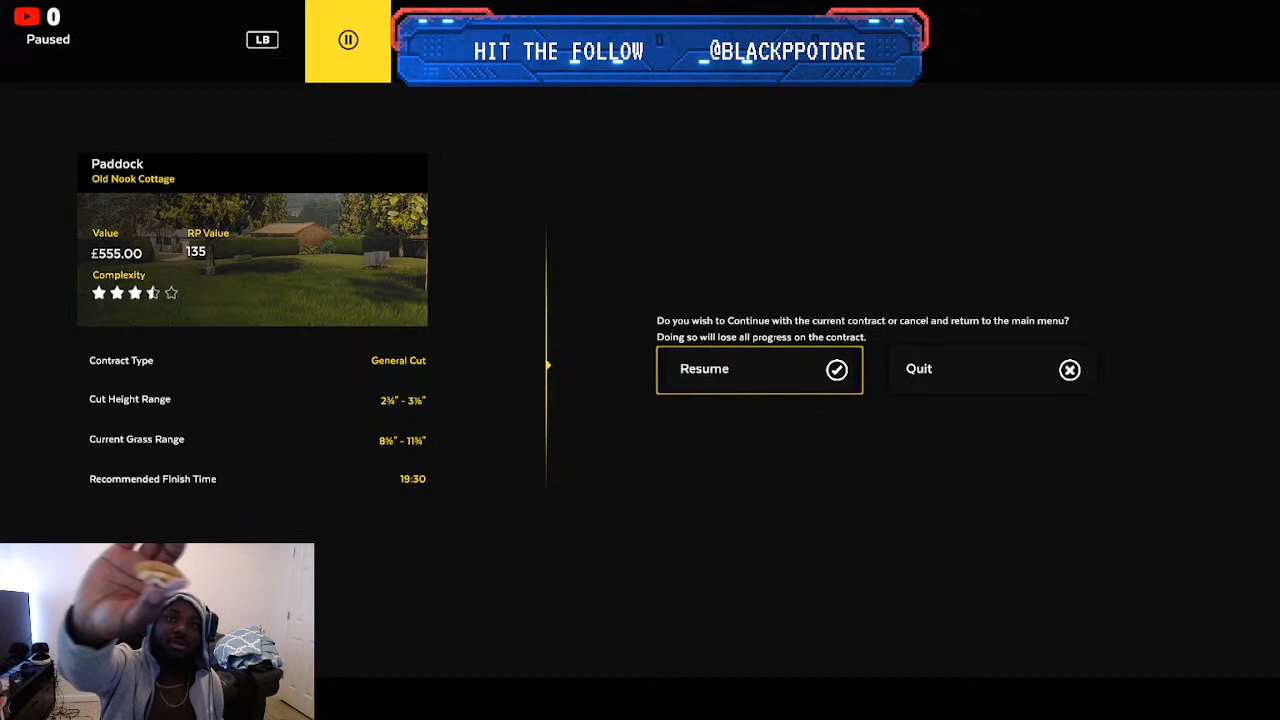 0
Paused
LB
HIT THE FOLLOW @BLACKPPOTDRE
Paddock
Old Nook Cottage
Value RP Value
£555.00 135
Complexity
Contract Type General Cut
Cut Height Range 2¾" - 3⅛"
Current Grass Range 8⅝" - 11¾"
Recommended Finish Time 19:30
Do you wish to Continue with the current contract or cancel and return to the main menu?
Doing so will lose all progress on the contract.
Resume Quit